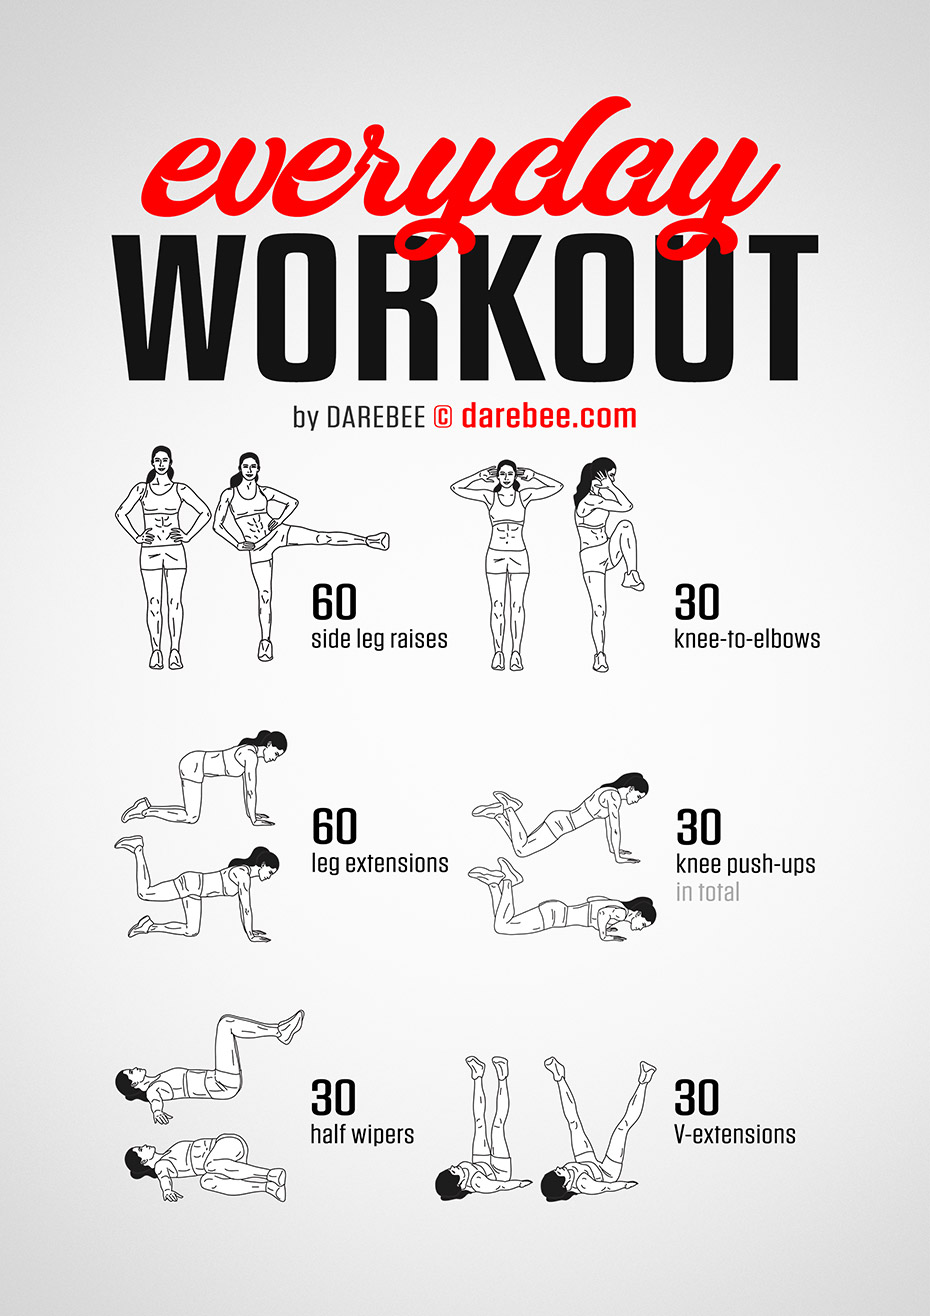 everyday
WORKOUT
by DAREBEE © darebee.com
60
side leg raises
30
knee-to-elbows
60
leg extensions
30
knee push-ups
in total
30
half wipers
30
V-extensions